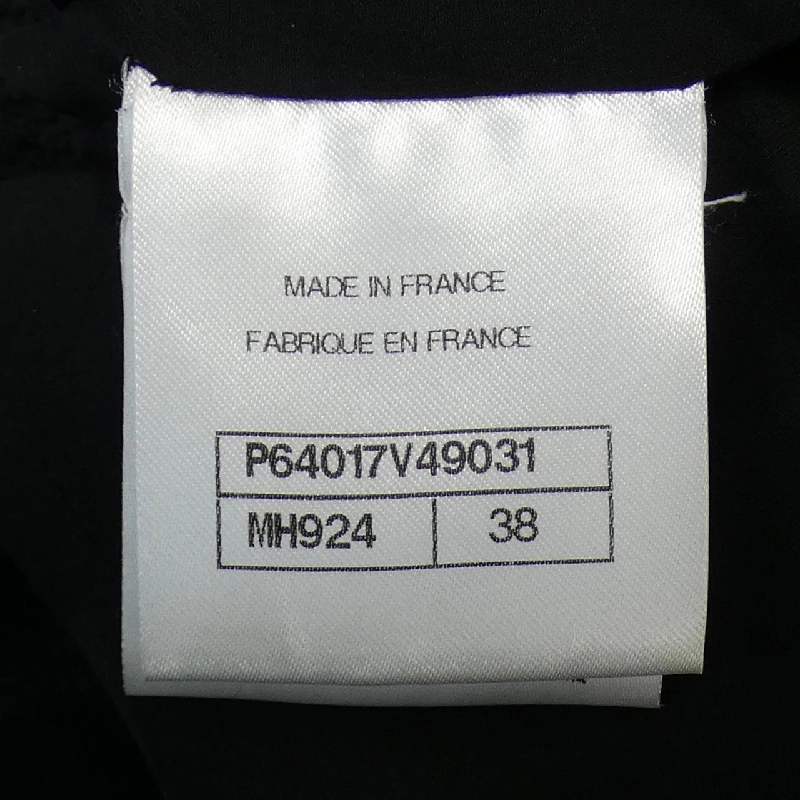 MADE IN FRANCE
FABRIQUE EN FRANCE
P64017V49031
MH924 38